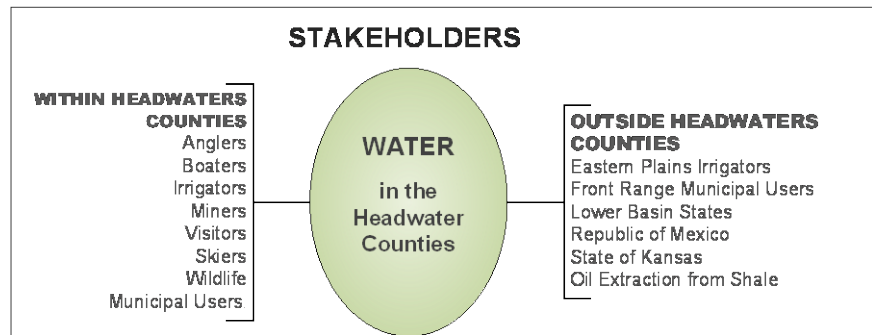 STAKEHOLDERS
WITHIN HEADWATERS
COUNTIES
Anglers
Boaters
Irrigators
Miners
Visitors
Skiers
Wildlife
Municipal Users
WATER
in the
Headwater
Counties
OUTSIDE HEADWATERS
COUNTIES
Eastern Plains Irrigators
Front Range Municipal Users
Lower Basin States
Republic of Mexico
State of Kansas
Oil Extraction from Shale